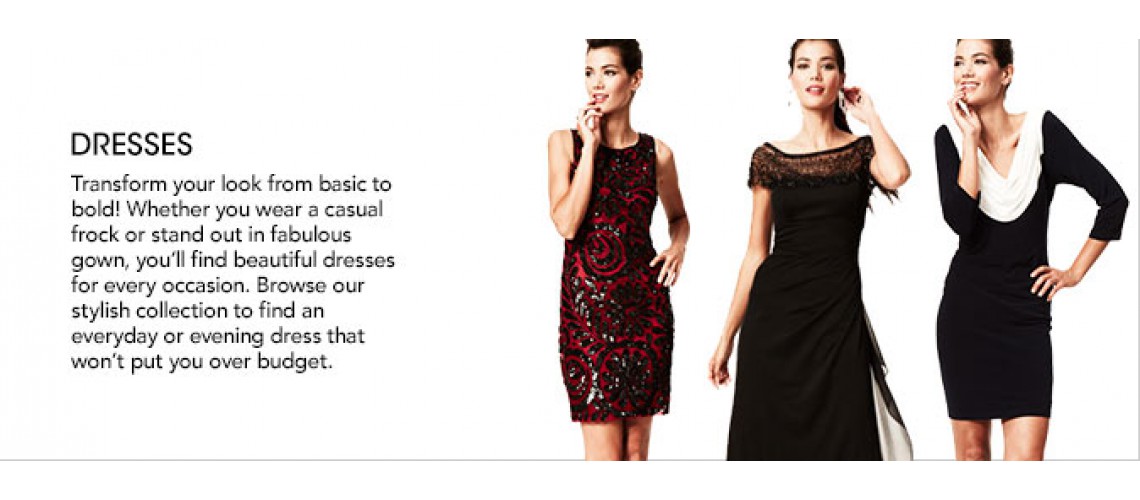 DRESSES
Transform your look from basic to
bold! Whether you wear a casual
frock or stand out in fabulous
gown, you’ll find beautiful dresses
for every occasion. Browse our
stylish collection to find an
everyday or evening dress that
won’t put you over budget.